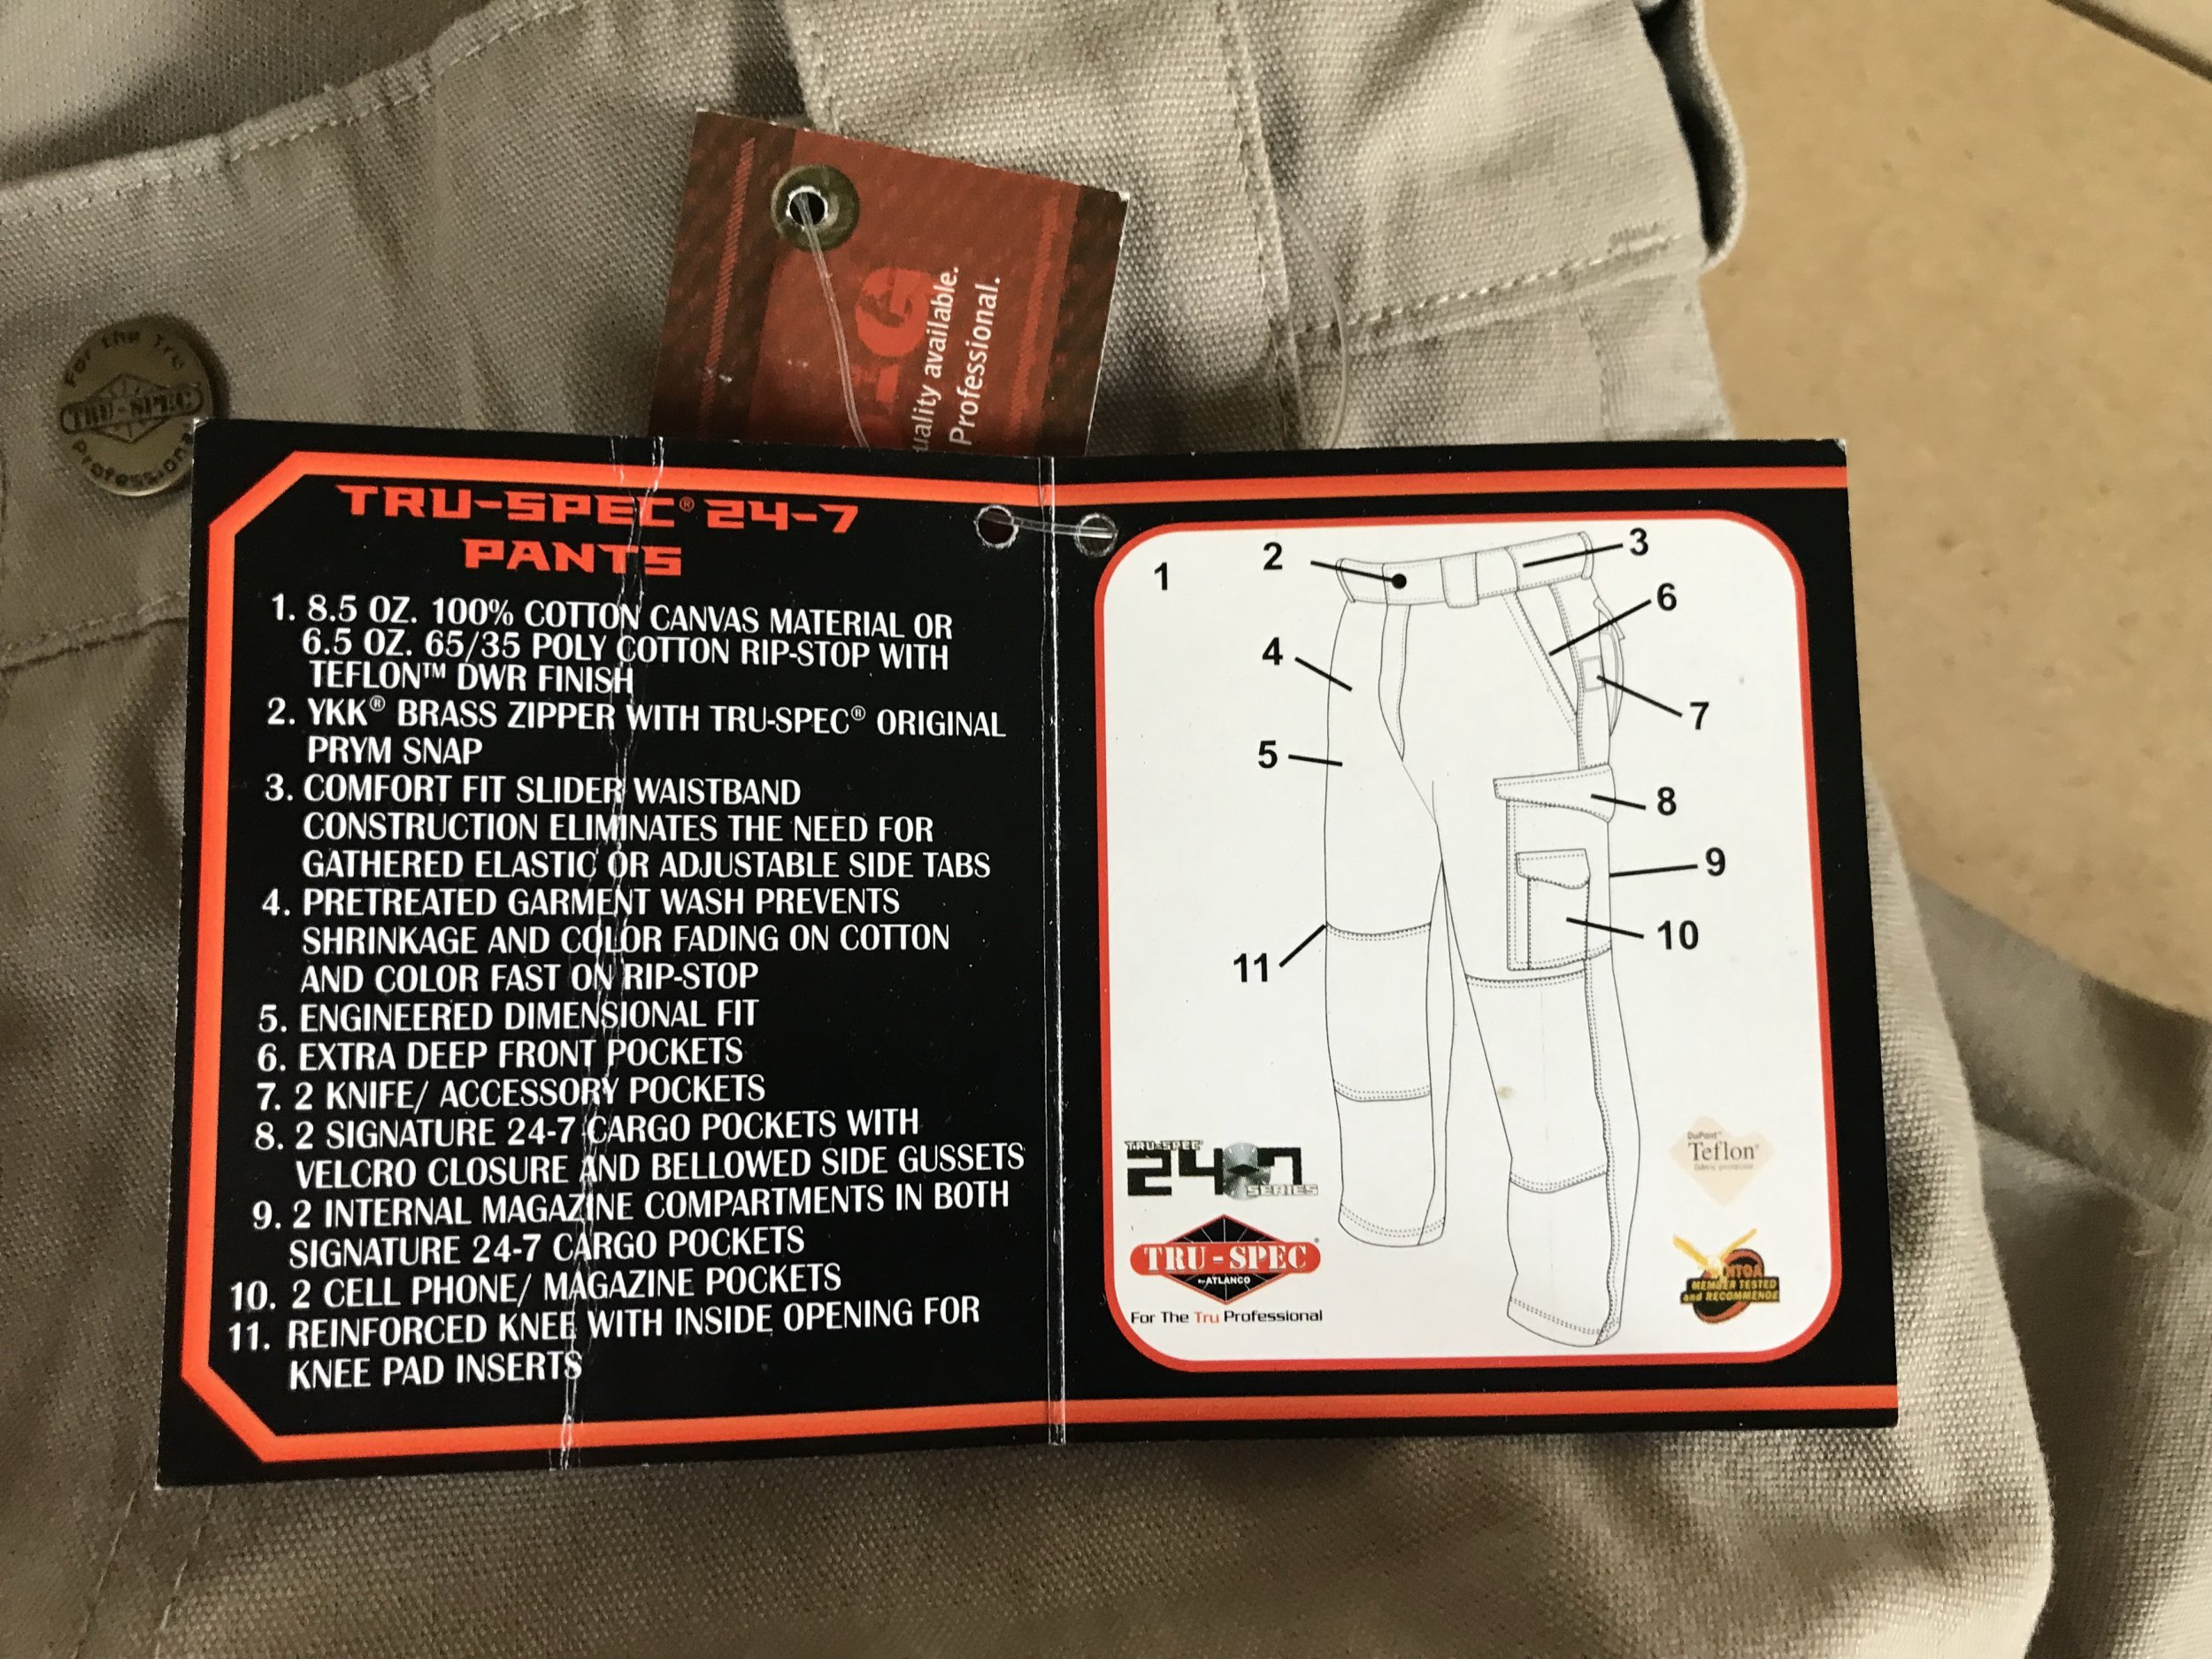 uality available.
Professional.
For the Tru
TRU-SPEC
Profession
TRU-SPEC® 24-7
PANTS
1. 8.5 OZ. 100% COTTON CANVAS MATERIAL OR
6.5 OZ. 65/35 POLY COTTON RIP-STOP WITH
TEFLON™ DWR FINISH
2. YKK® BRASS ZIPPER WITH TRU-SPEC® ORIGINAL
PRYM SNAP
3. COMFORT FIT SLIDER WAISTBAND
CONSTRUCTION ELIMINATES THE NEED FOR
GATHERED ELASTIC OR ADJUSTABLE SIDE TABS
4. PRETREATED GARMENT WASH PREVENTS
SHRINKAGE AND COLOR FADING ON COTTON
AND COLOR FAST ON RIP-STOP
5. ENGINEERED DIMENSIONAL FIT
6. EXTRA DEEP FRONT POCKETS
7. 2 KNIFE/ ACCESSORY POCKETS
8. 2 SIGNATURE 24-7 CARGO POCKETS WITH
VELCRO CLOSURE AND BELLOWED SIDE GUSSETS
9. 2 INTERNAL MAGAZINE COMPARTMENTS IN BOTH
SIGNATURE 24-7 CARGO POCKETS
10. 2 CELL PHONE/ MAGAZINE POCKETS
11. REINFORCED KNEE WITH INSIDE OPENING FOR
KNEE PAD INSERTS
1
2
3
4
5
6
7
8
9
10
11
TRU-SPEC
24 7
SERIES
TRU-SPEC®
BY ATLANCO
For The Tru Professional
DuPont™
Teflon®
fabric protector
NTOA
MEMBER TESTED
and RECOMMENDE